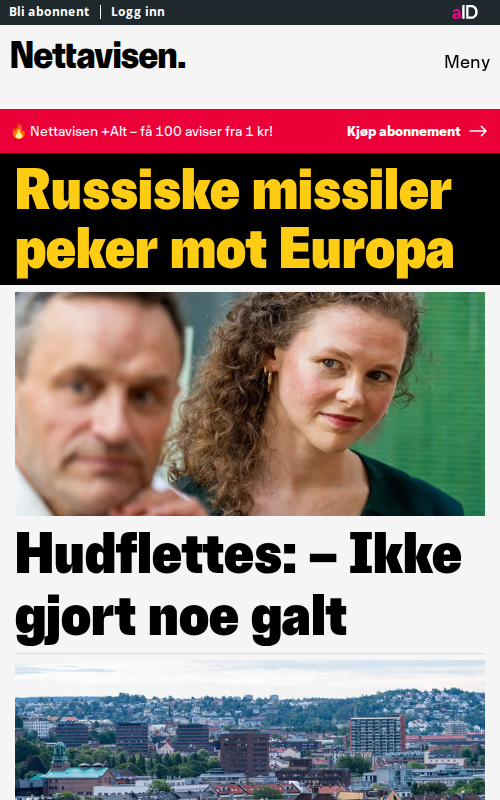 Bli abonnent | Logg inn
aID
Nettavisen.
Meny
🔥 Nettavisen +Alt – få 100 aviser fra 1 kr!
Kjøp abonnement →
Russiske missiler
peker mot Europa
Hudflettes: – Ikke
gjort noe galt